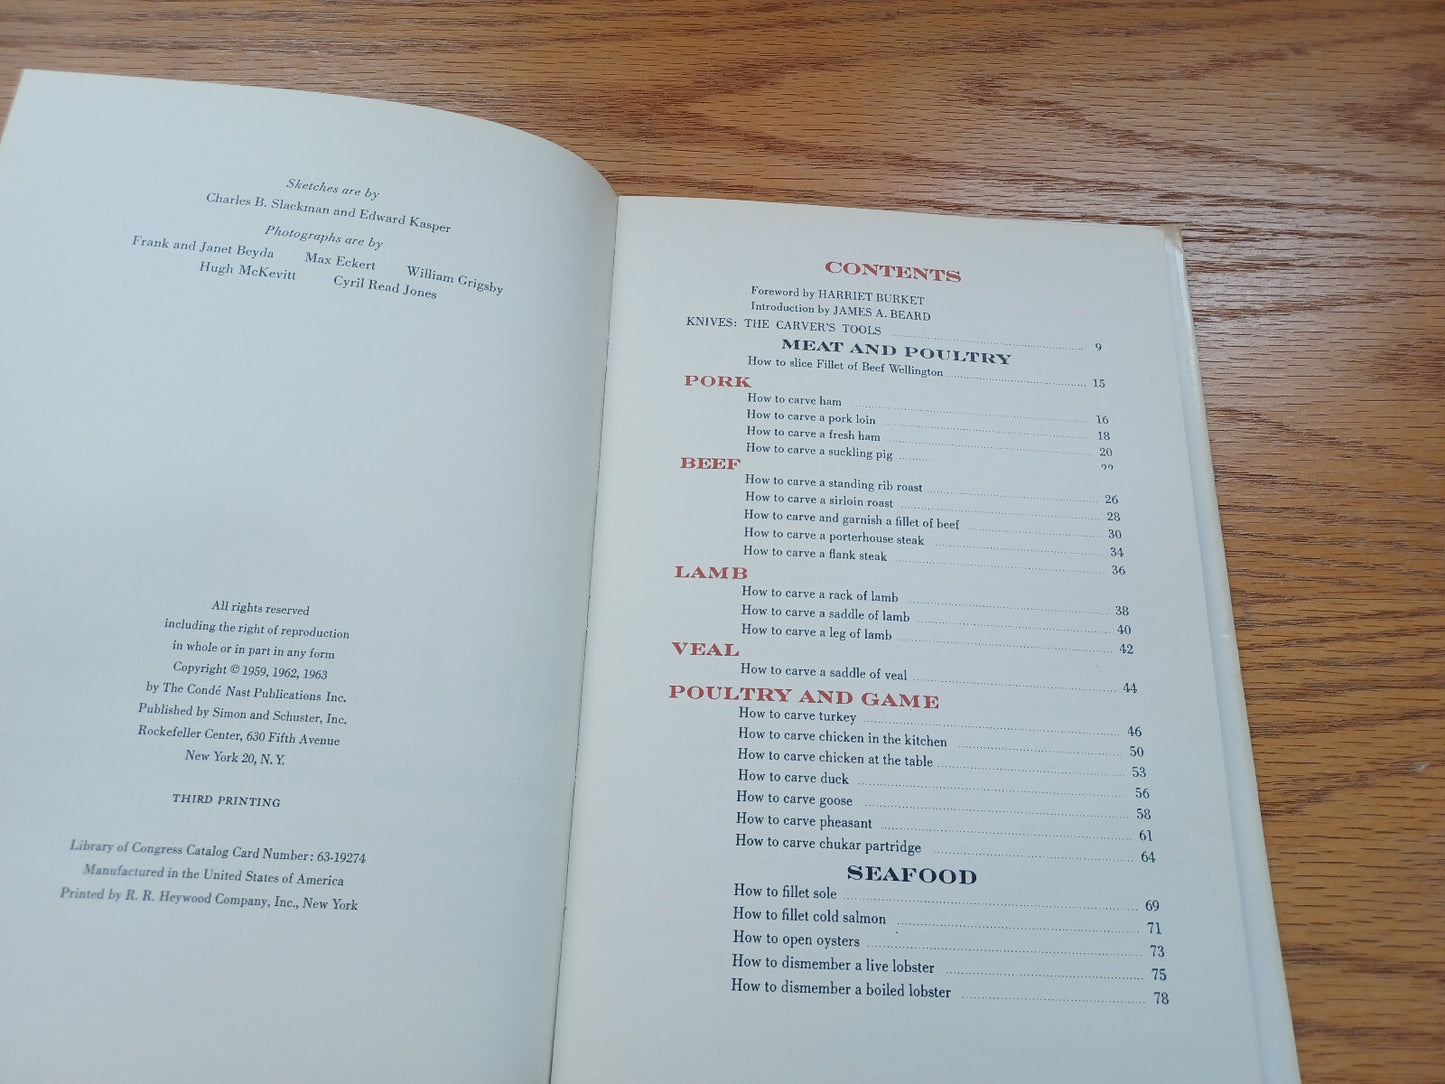 Sketches are by
Charles B. Slackman and Edward Kasper
Photographs are by
Frank and Janet Beyda Max Eckert William Grigsby
Hugh McKevitt Cyril Read Jones
All rights reserved
including the right of reproduction
in whole or in part in any form
Copyright © 1959, 1962, 1963
by The Condé Nast Publications Inc.
Published by Simon and Schuster, Inc.
Rockefeller Center, 630 Fifth Avenue
New York 20, N. Y.
THIRD PRINTING
Library of Congress Catalog Card Number: 63-19274
Manufactured in the United States of America
Printed by R. R. Heywood Company, Inc., New York
CONTENTS
Foreword by HARRIET BURKET
Introduction by JAMES A. BEARD
KNIVES: THE CARVER'S TOOLS 9
MEAT AND POULTRY
How to slice Fillet of Beef Wellington 15
PORK
How to carve ham 16
How to carve a pork loin 18
How to carve a fresh ham 20
How to carve a suckling pig 22
BEEF
How to carve a standing rib roast 26
How to carve a sirloin roast 28
How to carve and garnish a fillet of beef 30
How to carve a porterhouse steak 34
How to carve a flank steak 36
LAMB
How to carve a rack of lamb 38
How to carve a saddle of lamb 40
How to carve a leg of lamb 42
VEAL
How to carve a saddle of veal 44
POULTRY AND GAME
How to carve turkey 46
How to carve chicken in the kitchen 50
How to carve chicken at the table 53
How to carve duck 56
How to carve goose 58
How to carve pheasant 61
How to carve chukar partridge 64
SEAFOOD
How to fillet sole 69
How to fillet cold salmon 71
How to open oysters 73
How to dismember a live lobster 75
How to dismember a boiled lobster 78